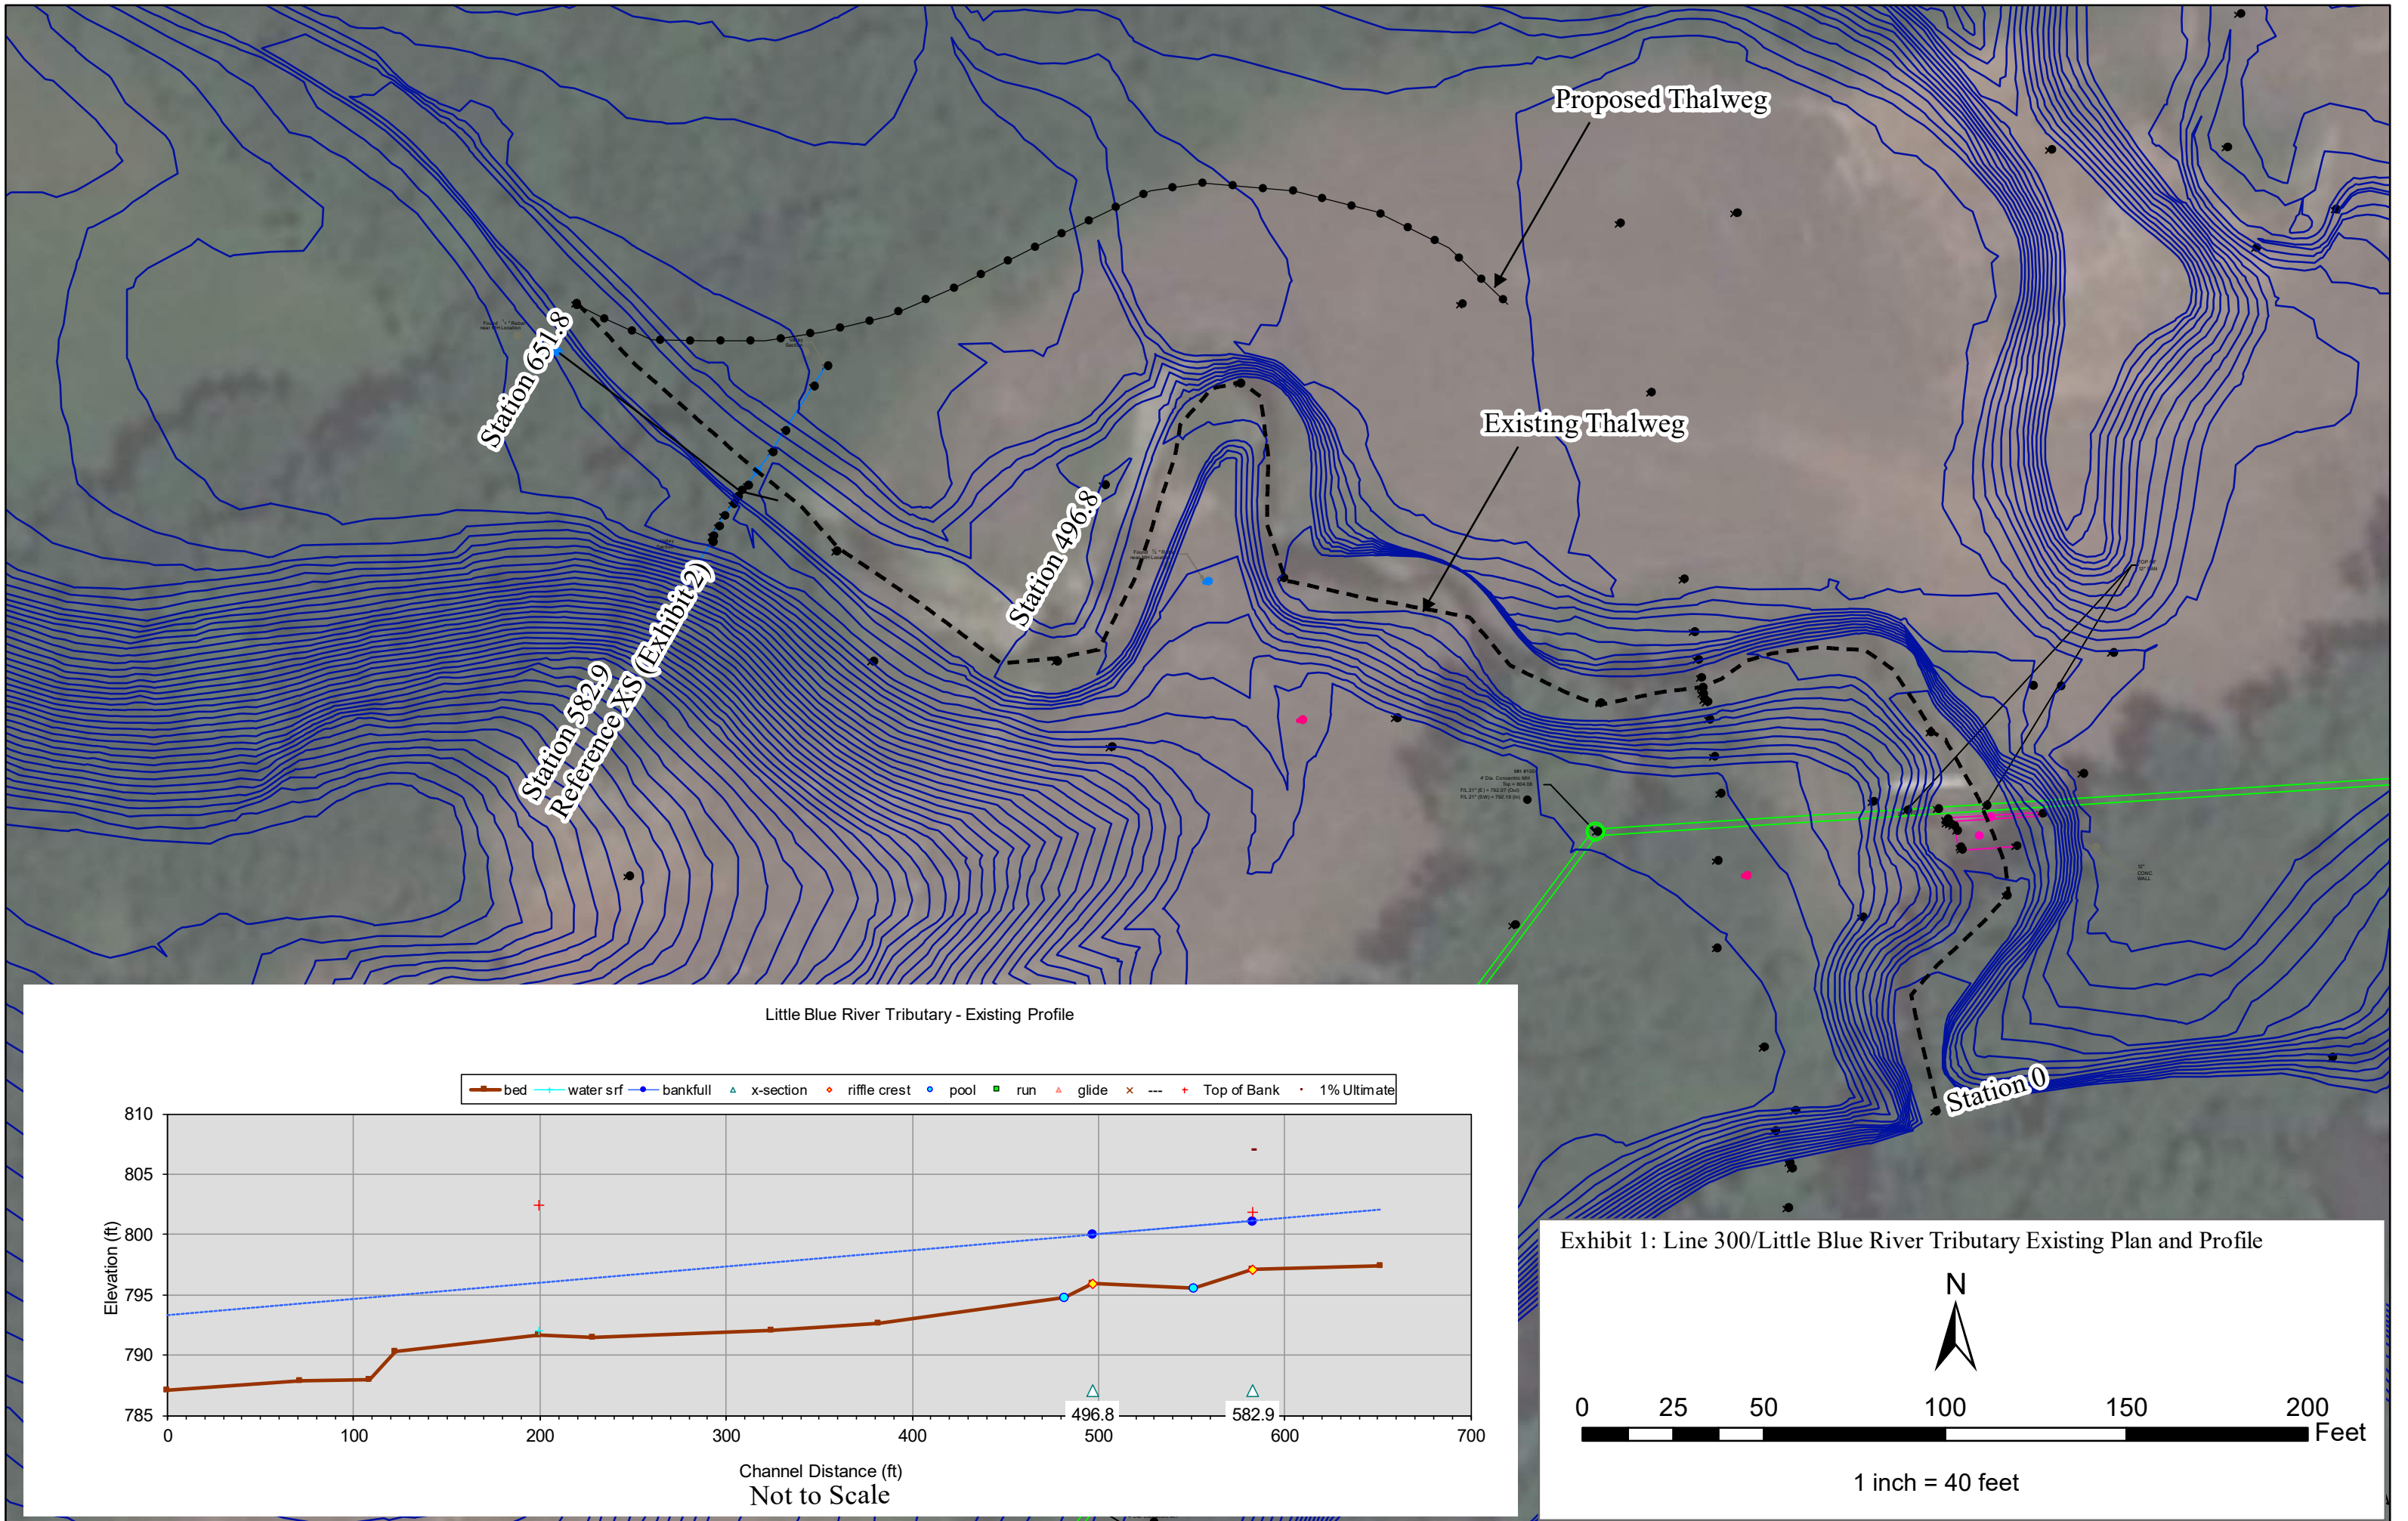 Proposed Thalweg
Existing Thalweg
Station 651.8
Station 496.8
Station 582.9
Reference XS (Exhibit 2)
Station 0
12"
CONC.
WALL
Little Blue River Tributary - Existing Profile
bed water srf bankfull x-section riffle crest pool run glide --- Top of Bank 1% Ultimate
810
805
800
795
790
785
Elevation (ft)
496.8 582.9
0 100 200 300 400 500 600 700
Channel Distance (ft)
Not to Scale
Exhibit 1: Line 300/Little Blue River Tributary Existing Plan and Profile
N
0 25 50 100 150 200
Feet
1 inch = 40 feet